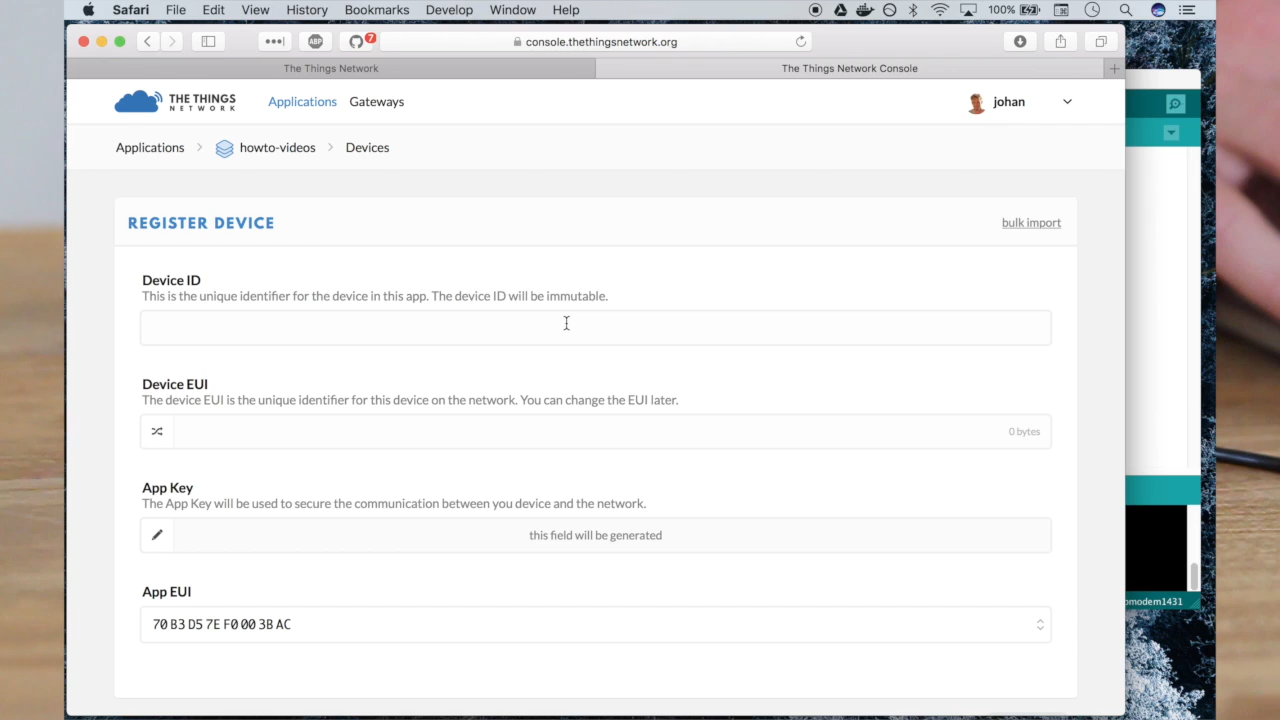 Safari File Edit View History Bookmarks Develop Window Help 100%
ABP 7 console.thethingsnetwork.org
The Things Network The Things Network Console
THE THINGS NETWORK Applications Gateways johan
Applications howto-videos Devices
REGISTER DEVICE bulk import
Device ID
This is the unique identifier for the device in this app. The device ID will be immutable.
Device EUI
The device EUI is the unique identifier for this device on the network. You can change the EUI later.
0 bytes
App Key
The App Key will be used to secure the communication between you device and the network.
this field will be generated
App EUI
70 B3 D5 7E F0 00 3B AC
omodem1431